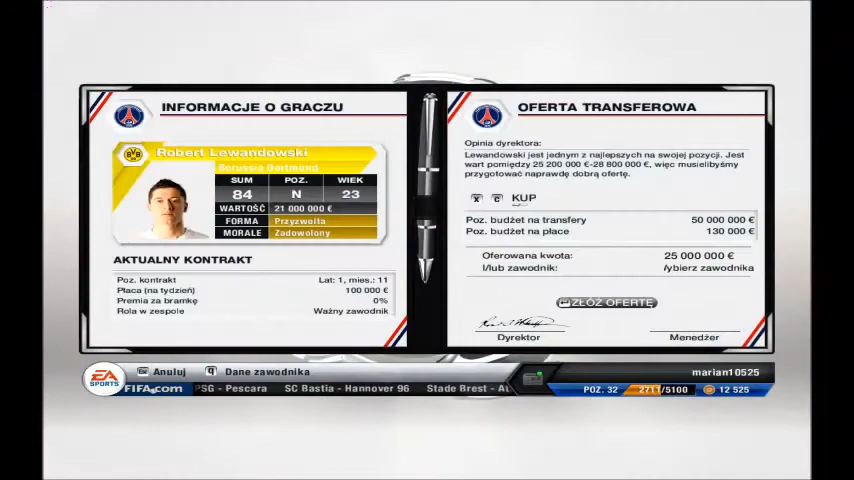 INFORMACJE O GRACZU
Robert Lewandowski
Borussia Dortmund
SUM POZ. WIEK
84 N 23
WARTOŚĆ 21 000 000 €
FORMA Przyzwoita
MORALE Zadowolony
AKTUALNY KONTRAKT
Poz. kontrakt Lat: 1, mies.: 11
Płaca (na tydzień) 100 000 €
Premia za bramkę 0%
Rola w zespole Ważny zawodnik
OFERTA TRANSFEROWA
Opinia dyrektora:
Lewandowski jest jednym z najlepszych na swojej pozycji. Jest
wart pomiędzy 25 200 000 €-28 800 000 €, więc musielibyśmy
przygotować naprawdę dobrą ofertę.
X C KUP
Poz. budżet na transfery 50 000 000 €
Poz. budżet na płace 130 000 €
Oferowana kwota: 25 000 000 €
I/lub zawodnik: /ybierz zawodnika
ZŁÓŻ OFERTĘ
Dyrektor Menedżer
EA SPORTS
Anuluj Q Dane zawodnika
marian10525
FIFA.com PSG - Pescara SC Bastia - Hannover 96 Stade Brest - Al
POZ. 32 2711/5100 12 525